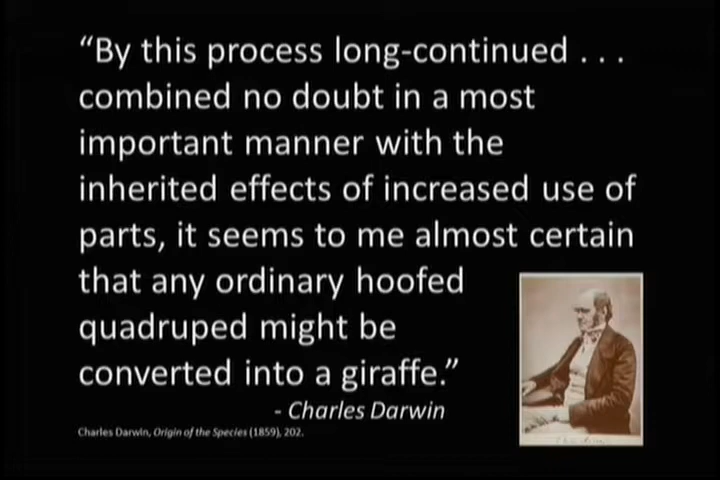 “By this process long-continued . . .
combined no doubt in a most
important manner with the
inherited effects of increased use of
parts, it seems to me almost certain
that any ordinary hoofed
quadruped might be
converted into a giraffe.”
- Charles Darwin
Charles Darwin, Origin of the Species (1859), 202.